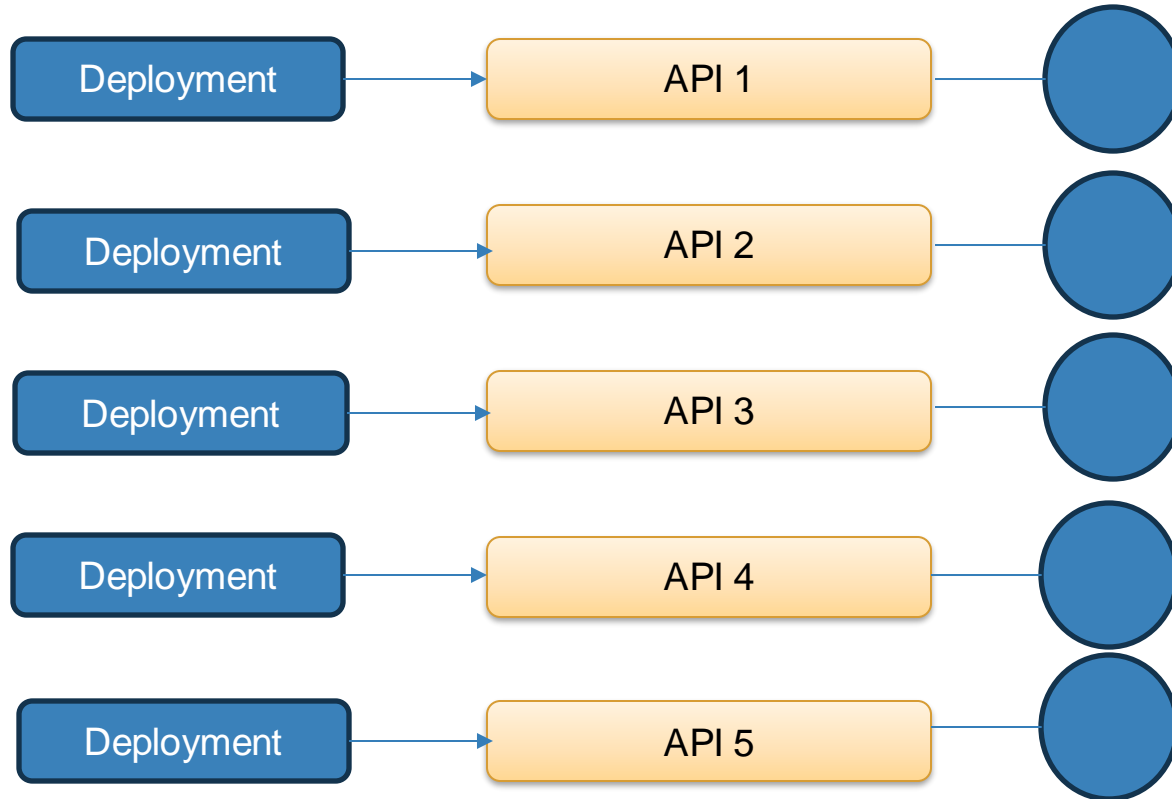 Deployment
API 1
Deployment
API 2
Deployment
API 3
Deployment
API 4
Deployment
API 5